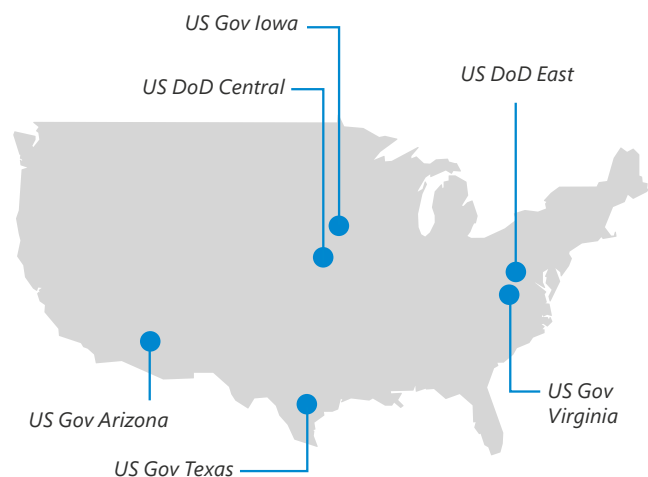 US Gov Iowa
US DoD East
US DoD Central
US Gov
Virginia
US Gov Arizona
US Gov Texas